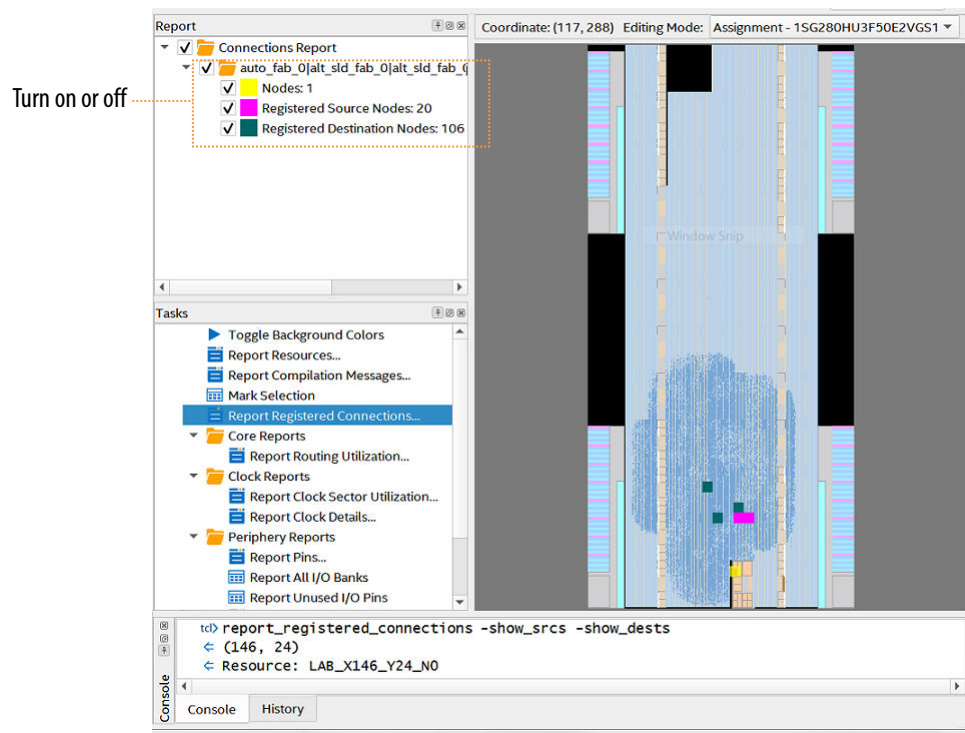 Report
Coordinate: (117, 288) Editing Mode: Assignment - 1SG280HU3F50E2VGS1
Connections Report
auto_fab_0|alt_sld_fab_0|alt_sld_fab_0
Turn on or off
Nodes: 1
Registered Source Nodes: 20
Registered Destination Nodes: 106
Window Snip
Tasks
Toggle Background Colors
Report Resources...
Report Compilation Messages...
Mark Selection
Report Registered Connections...
Core Reports
Report Routing Utilization...
Clock Reports
Report Clock Sector Utilization...
Report Clock Details...
Periphery Reports
Report Pins...
Report All I/O Banks
Report Unused I/O Pins
tcl> report_registered_connections -show_srcs -show_dests
(146, 24)
Resource: LAB_X146_Y24_N0
Console
Console History